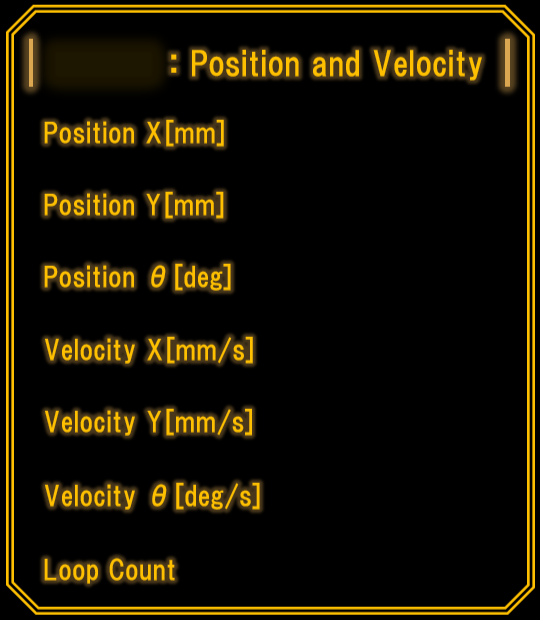 : Position and Velocity
Position X[mm]
Position Y[mm]
Position θ [deg]
Velocity X[mm/s]
Velocity Y[mm/s]
Velocity θ [deg/s]
Loop Count